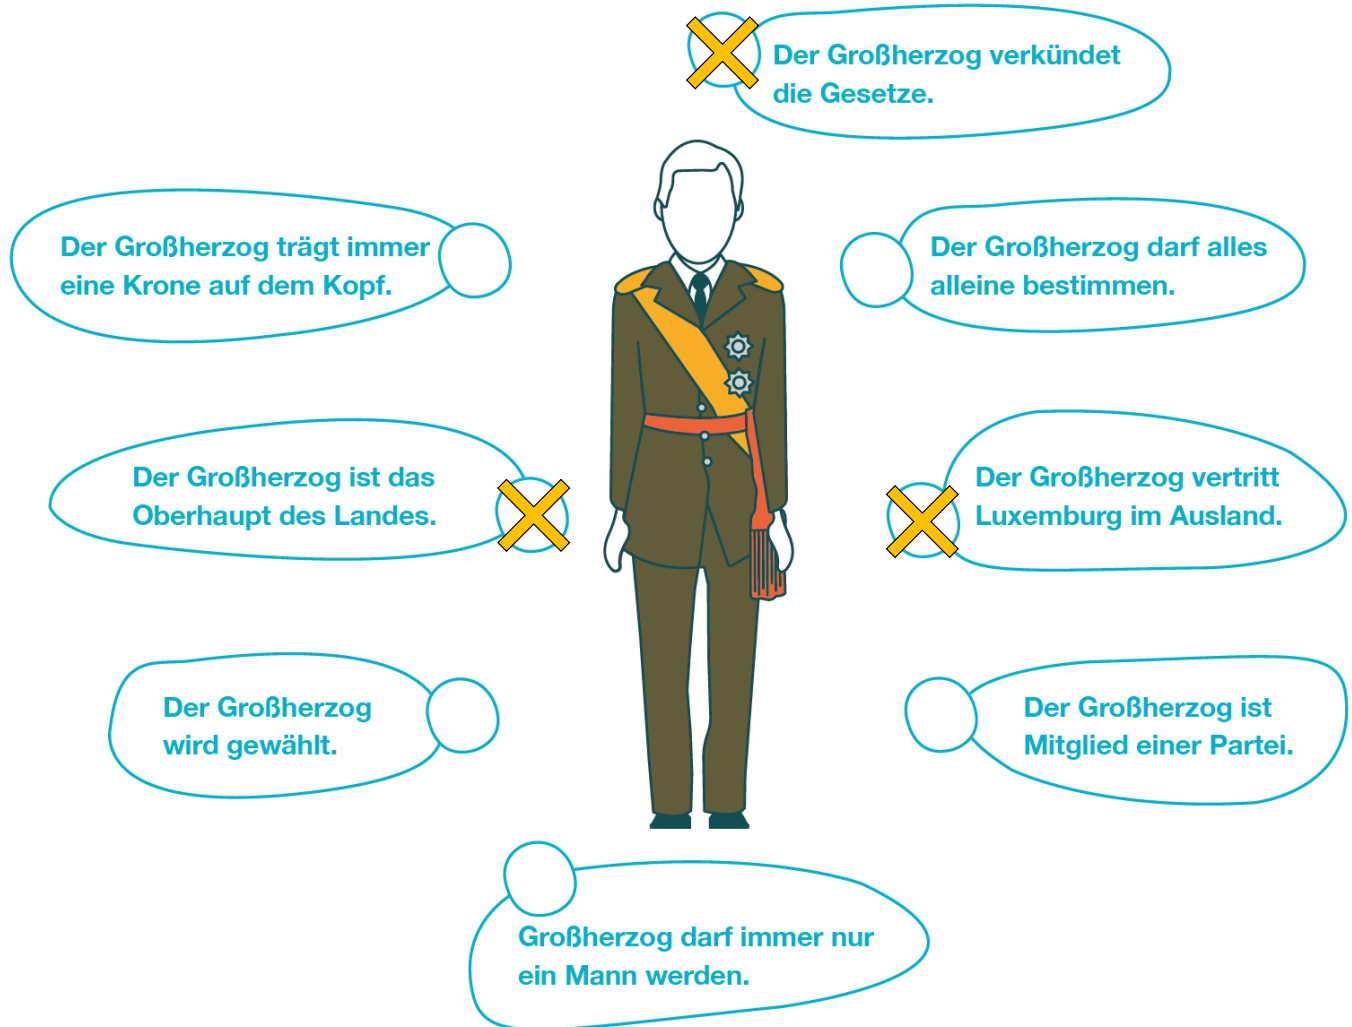 Der Großherzog verkündet
die Gesetze.
Der Großherzog trägt immer
eine Krone auf dem Kopf.
Der Großherzog darf alles
alleine bestimmen.
Der Großherzog ist das
Oberhaupt des Landes.
Der Großherzog vertritt
Luxemburg im Ausland.
Der Großherzog
wird gewählt.
Der Großherzog ist
Mitglied einer Partei.
Großherzog darf immer nur
ein Mann werden.